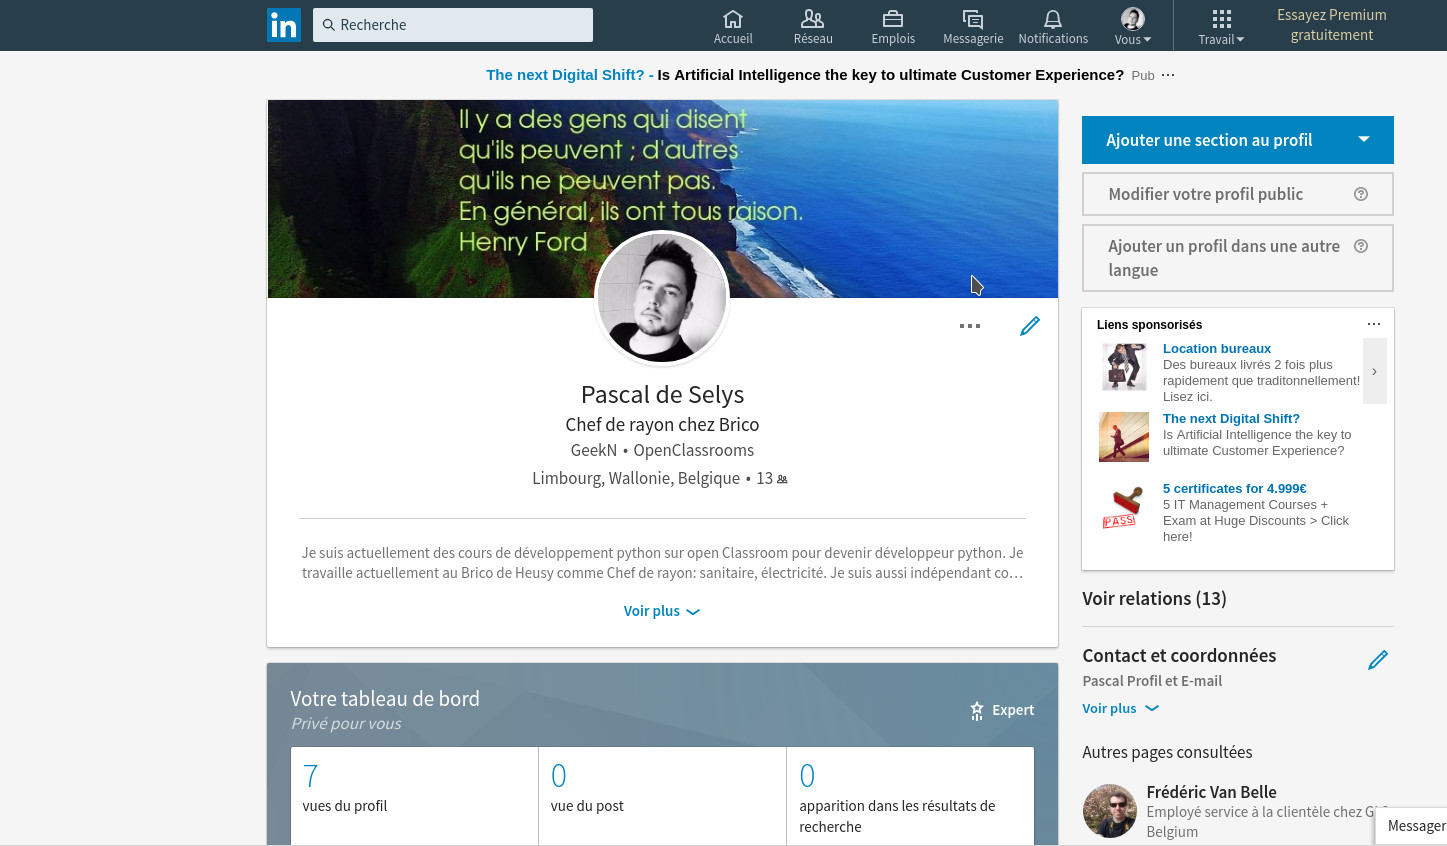 in
Recherche
Accueil
Réseau
Emplois
Messagerie
Notifications
Vous
Travail
Essayez Premium
gratuitement
The next Digital Shift? - Is Artificial Intelligence the key to ultimate Customer Experience? Pub ···
Il y a des gens qui disent
qu'ils peuvent ; d'autres
qu'ils ne peuvent pas.
En général, ils ont tous raison.
Henry Ford
Pascal de Selys
Chef de rayon chez Brico
GeekN • OpenClassrooms
Limbourg, Wallonie, Belgique • 13
Je suis actuellement des cours de développement python sur open Classroom pour devenir développeur python. Je
travaille actuellement au Brico de Heusy comme Chef de rayon: sanitaire, électricité. Je suis aussi indépendant co…
Voir plus
Votre tableau de bord
Privé pour vous
Expert
7
vues du profil
0
vue du post
0
apparition dans les résultats de
recherche
Ajouter une section au profil
Modifier votre profil public
Ajouter un profil dans une autre
langue
Liens sponsorisés
Location bureaux
Des bureaux livrés 2 fois plus
rapidement que traditonnellement!
Lisez ici.
The next Digital Shift?
Is Artificial Intelligence the key to
ultimate Customer Experience?
PASS
5 certificates for 4.999€
5 IT Management Courses +
Exam at Huge Discounts > Click
here!
Voir relations (13)
Contact et coordonnées
Pascal Profil et E-mail
Voir plus
Autres pages consultées
Frédéric Van Belle
Employé service à la clientèle chez
Belgium
Messager